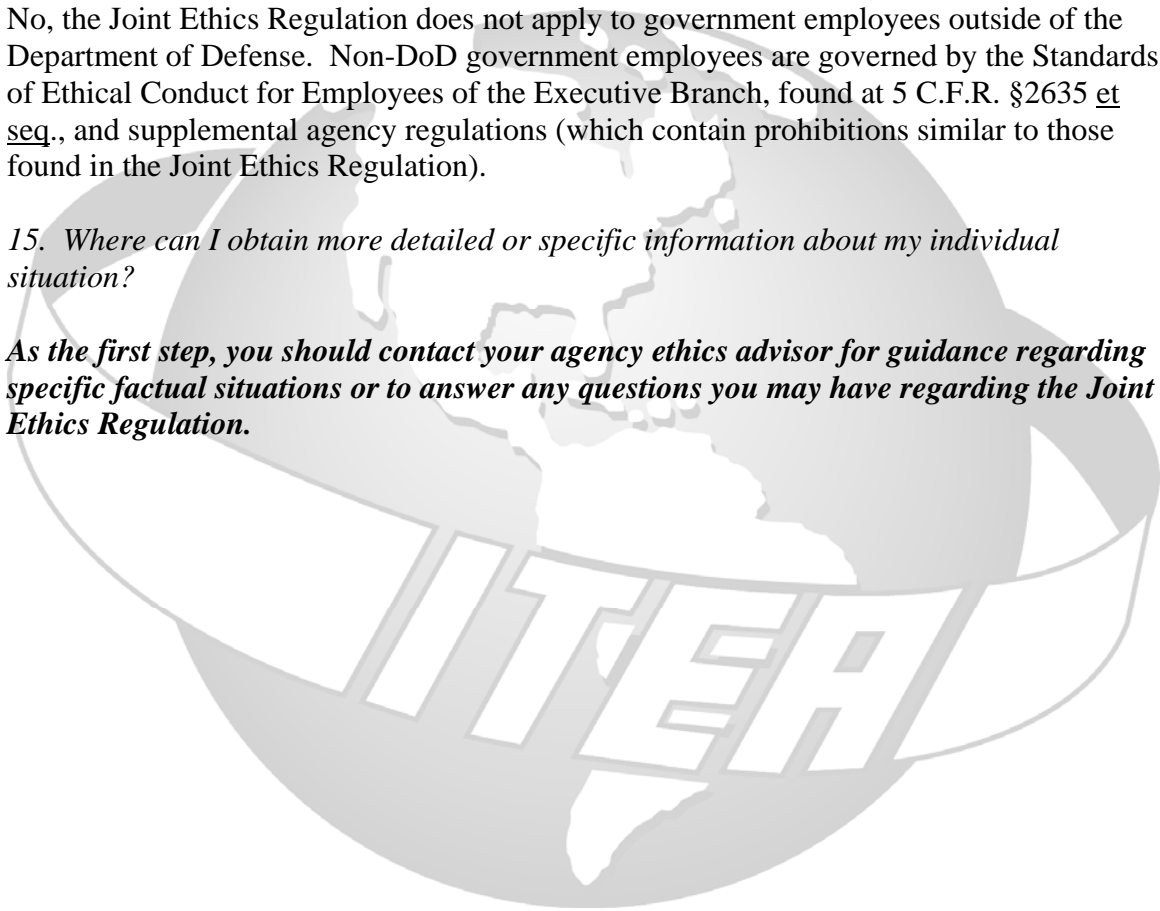 No, the Joint Ethics Regulation does not apply to government employees outside of the
Department of Defense.  Non-DoD government employees are governed by the Standards
of Ethical Conduct for Employees of the Executive Branch, found at 5 C.F.R. §2635 et
seq., and supplemental agency regulations (which contain prohibitions similar to those
found in the Joint Ethics Regulation).
15.  Where can I obtain more detailed or specific information about my individual
situation?
As the first step, you should contact your agency ethics advisor for guidance regarding
specific factual situations or to answer any questions you may have regarding the Joint
Ethics Regulation.
ITEA